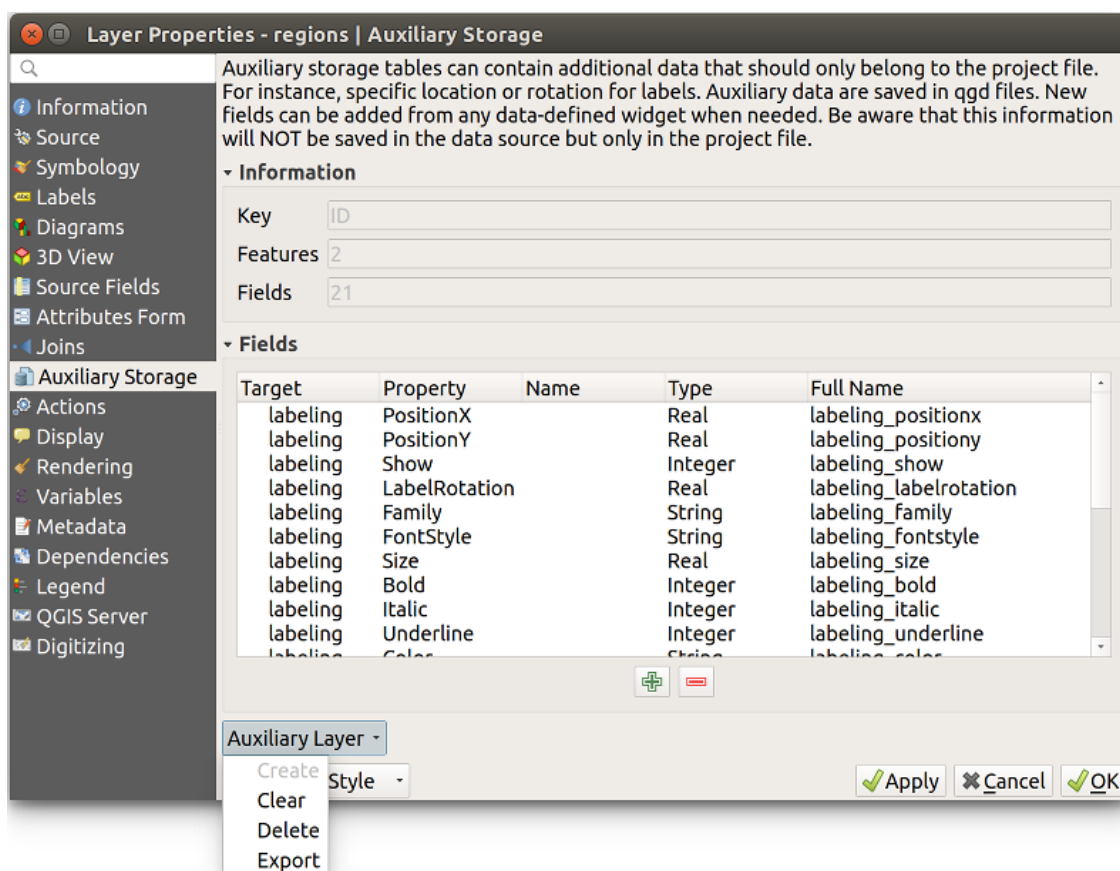 Layer Properties - regions | Auxiliary Storage
Information
Source
Symbology
Labels
Diagrams
3D View
Source Fields
Attributes Form
Joins
Auxiliary Storage
Actions
Display
Rendering
Variables
Metadata
Dependencies
Legend
QGIS Server
Digitizing
Auxiliary storage tables can contain additional data that should only belong to the project file.
For instance, specific location or rotation for labels. Auxiliary data are saved in qgd files. New
fields can be added from any data-defined widget when needed. Be aware that this information
will NOT be saved in the data source but only in the project file.
Information
Key ID
Features 2
Fields 21
Fields
Target Property Name Type Full Name
labeling PositionX Real labeling_positionx
labeling PositionY Real labeling_positiony
labeling Show Integer labeling_show
labeling LabelRotation Real labeling_labelrotation
labeling Family String labeling_family
labeling FontStyle String labeling_fontstyle
labeling Size Real labeling_size
labeling Bold Integer labeling_bold
labeling Italic Integer labeling_italic
labeling Underline Integer labeling_underline
labeling Color String labeling_color
Auxiliary Layer
Create
Clear
Delete
Export
Style
Apply Cancel OK